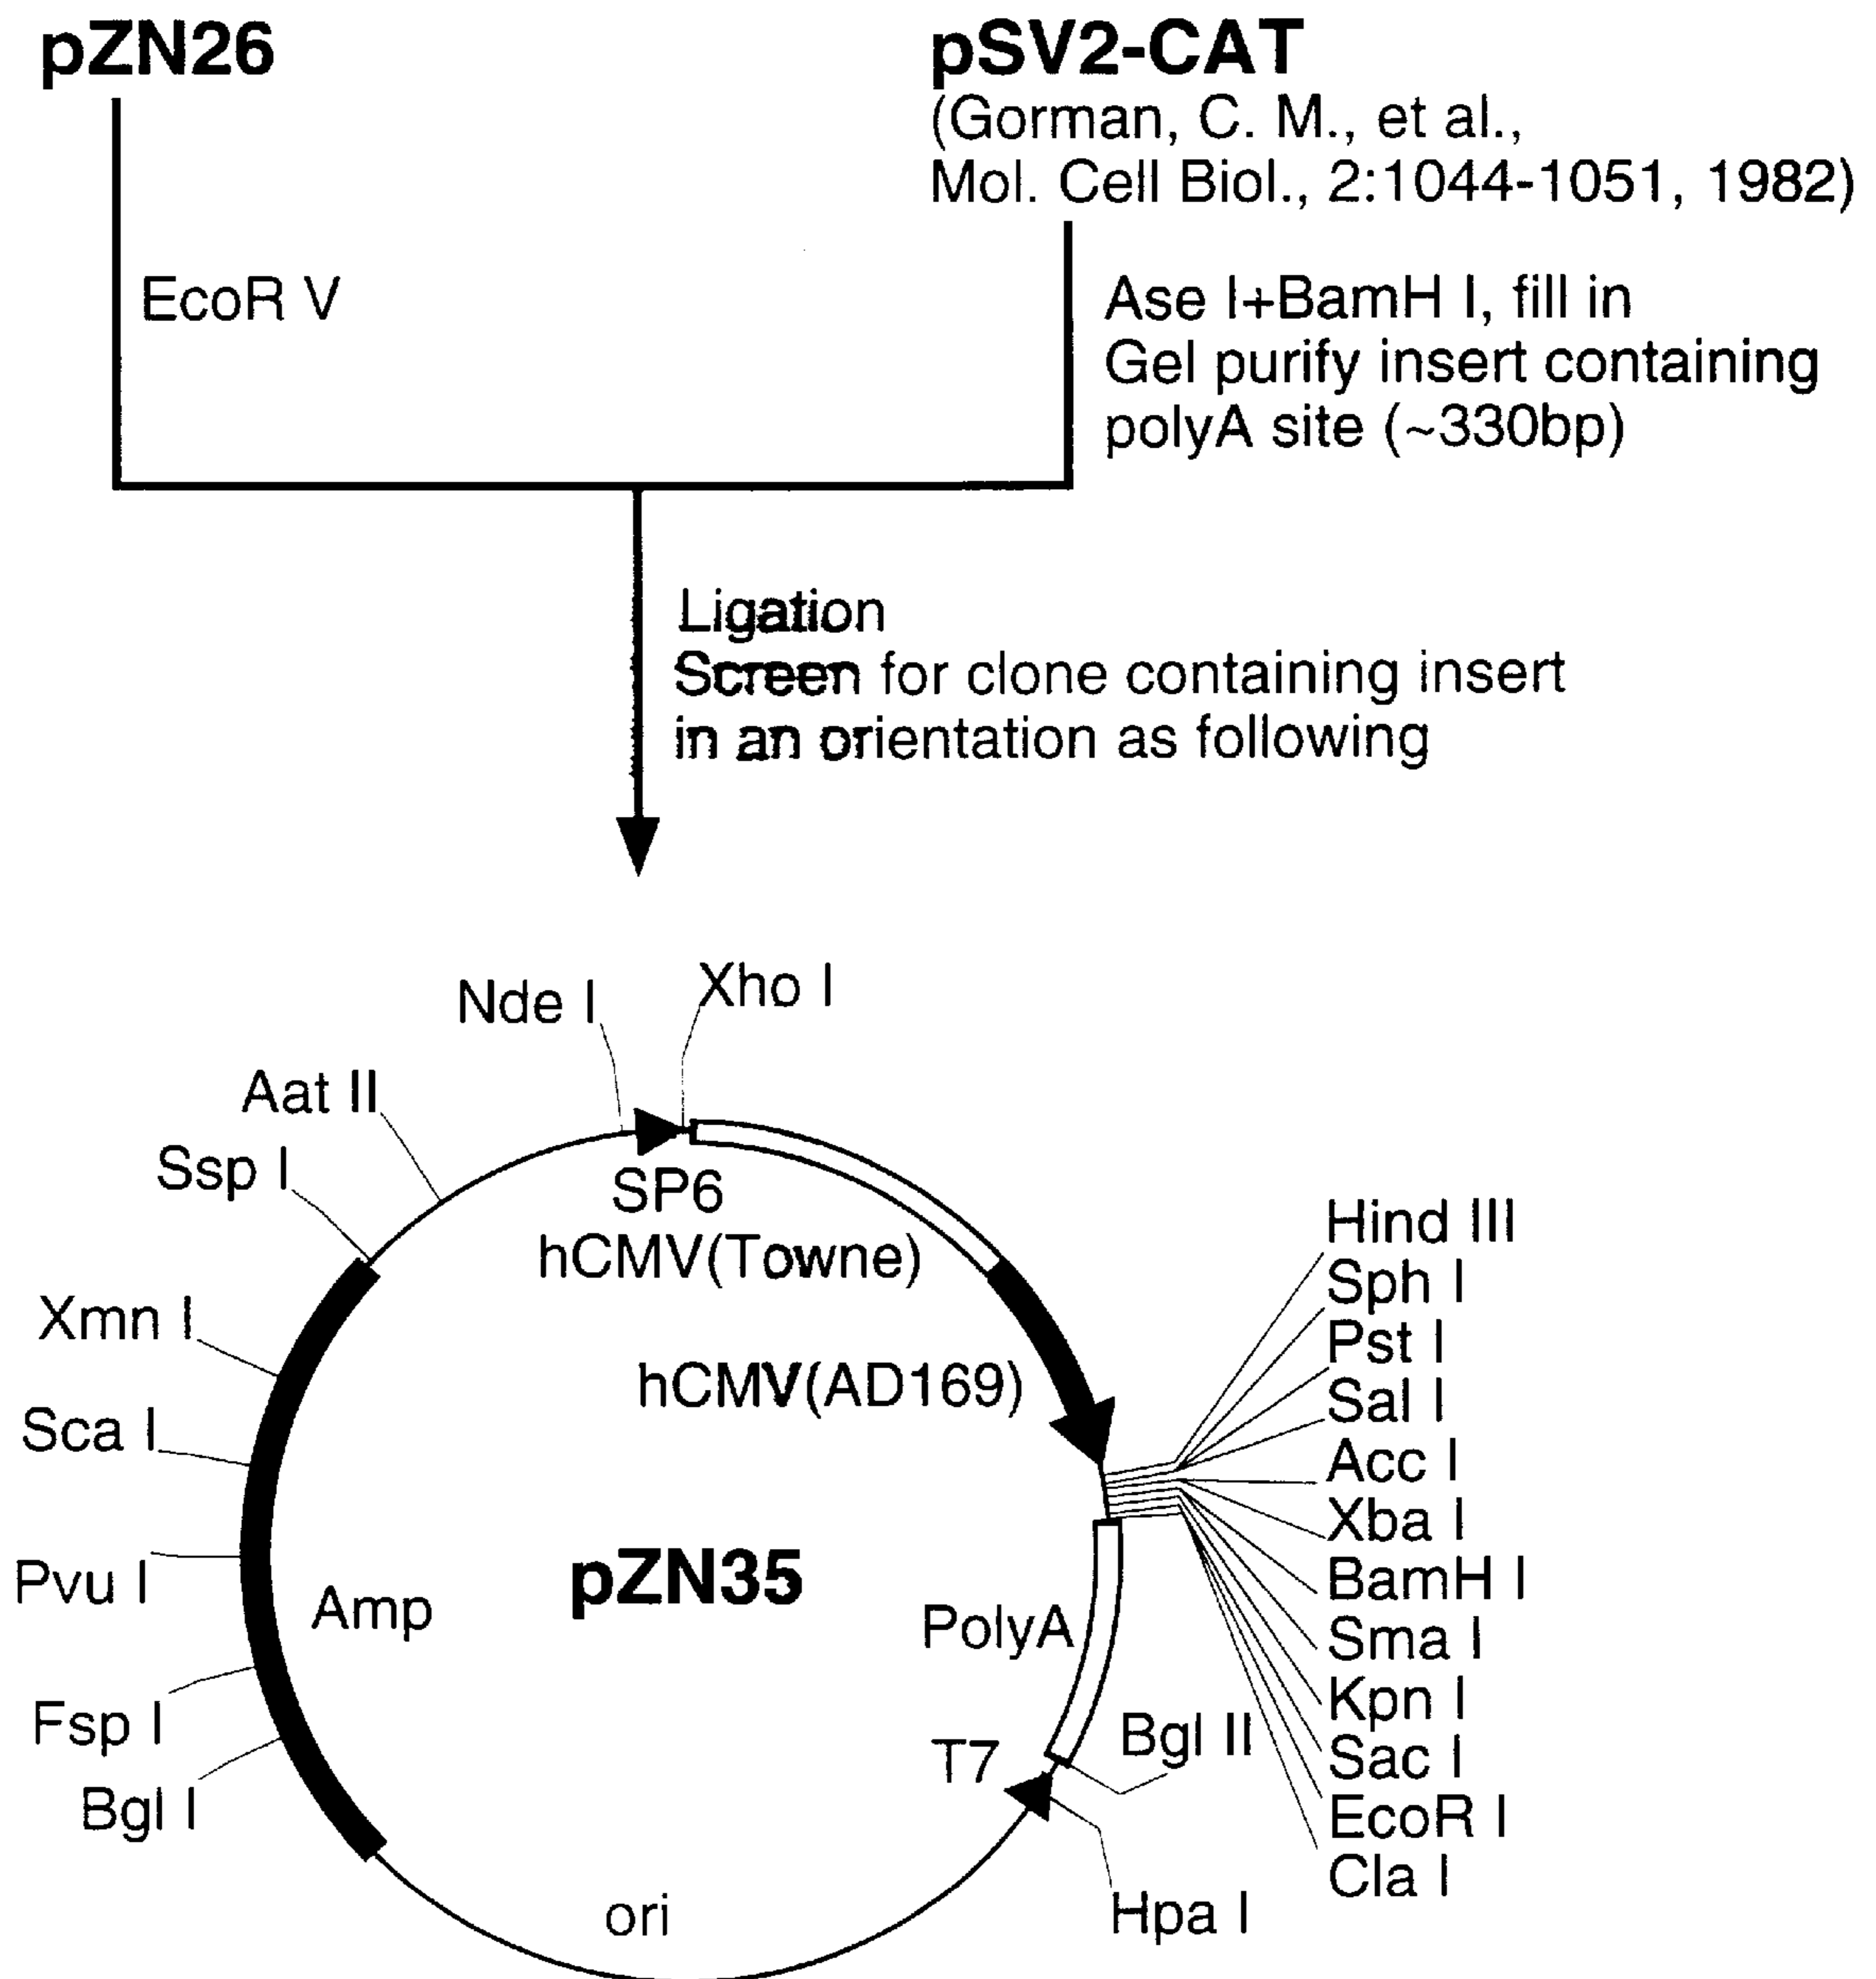 pZN26
pSV2-CAT
(Gorman, C. M., et al.,
Mol. Cell Biol., 2:1044-1051, 1982)
EcoR V
Ase I+BamH I, fill in
Gel purify insert containing
polyA site (~330bp)
Ligation
Screen for clone containing insert
in an orientation as following
Nde I
Xho I
Aat II
Ssp I
SP6
hCMV(Towne)
Hind III
Sph I
Xmn I
Pst I
hCMV(AD169)
Sal I
Sca I
Acc I
Xba I
Pvu I
pZN35
BamH I
Amp
PolyA
Sma I
Kpn I
Fsp I
Bgl II
T7
Sac I
Bgl I
EcoR I
Cla I
ori
Hpa I